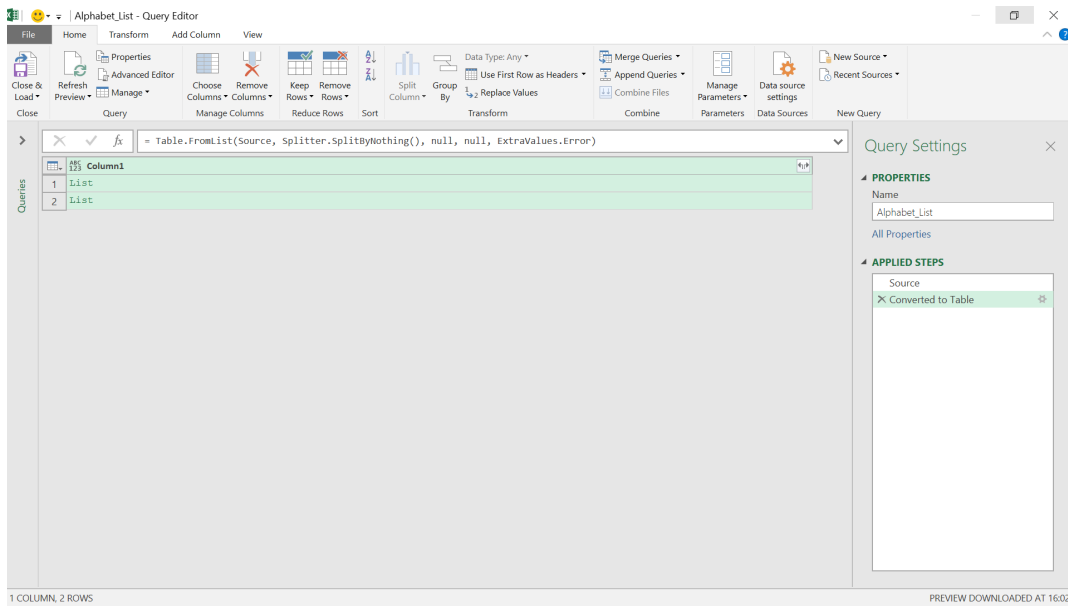 Alphabet_List - Query Editor
File Home Transform Add Column View
Close & Load
Refresh Preview
Properties
Advanced Editor
Manage
Choose Columns
Remove Columns
Keep Rows
Remove Rows
Split Column
Group By
Data Type: Any
Use First Row as Headers
Replace Values
Merge Queries
Append Queries
Combine Files
Manage Parameters
Data source settings
New Source
Recent Sources
Close Query Manage Columns Reduce Rows Sort Transform Combine Parameters Data Sources New Query
fx = Table.FromList(Source, Splitter.SplitByNothing(), null, null, ExtraValues.Error)
Queries
ABC 123 Column1
1 List
2 List
Query Settings
PROPERTIES
Name
Alphabet_List
All Properties
APPLIED STEPS
Source
Converted to Table
1 COLUMN, 2 ROWS
PREVIEW DOWNLOADED AT 16:02